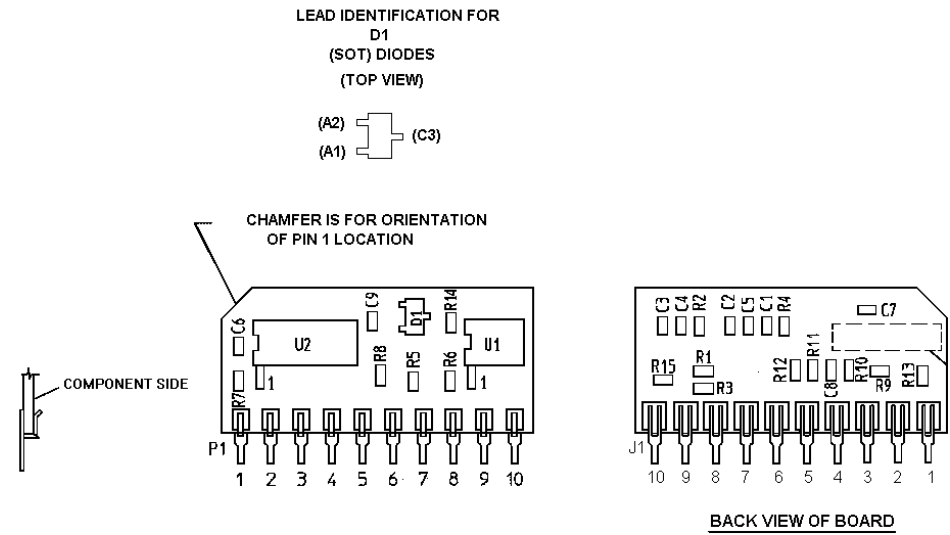 LEAD IDENTIFICATION FOR
D1
(SOT) DIODES
(TOP VIEW)
(A2)
(C3)
(A1)
CHAMFER IS FOR ORIENTATION
OF PIN 1 LOCATION
COMPONENT SIDE
C6
U2
C9
D1
R14
U1
R7
1
R8
R5
R6
1
P1
1 2 3 4 5 6 7 8 9 10
C3 C4 R2 C2 C5 C1 R4
C7
R15
R1
R3
R12
R11
C8
R10
R9
R13
J1
10 9 8 7 6 5 4 3 2 1
BACK VIEW OF BOARD